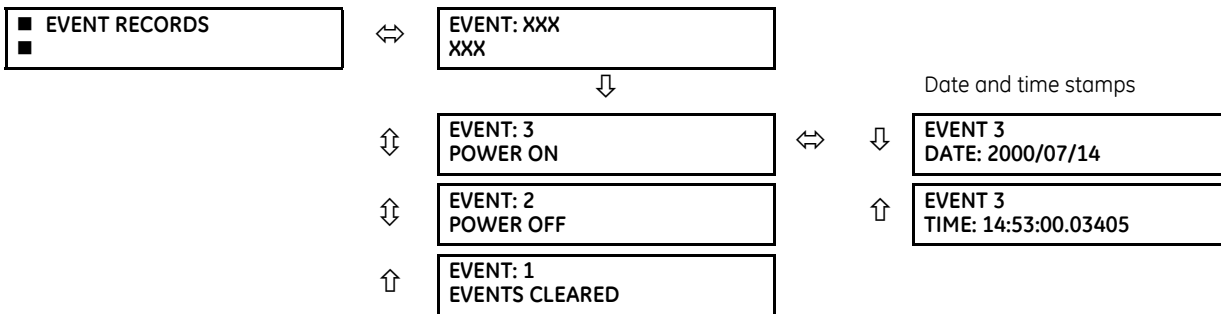 ■ EVENT RECORDS
■
EVENT: XXX
XXX
Date and time stamps
EVENT: 3
POWER ON
EVENT 3
DATE: 2000/07/14
EVENT: 2
POWER OFF
EVENT 3
TIME: 14:53:00.03405
EVENT: 1
EVENTS CLEARED